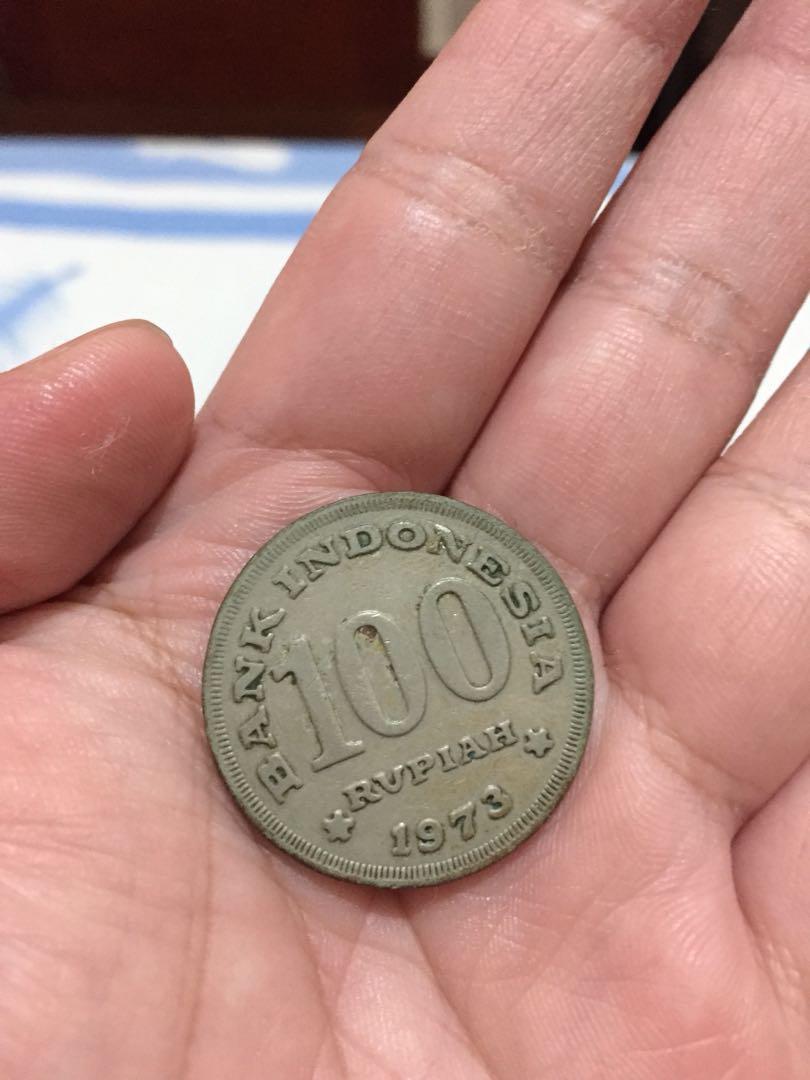 BANK INDONESIA
100
RUPIAH
1973